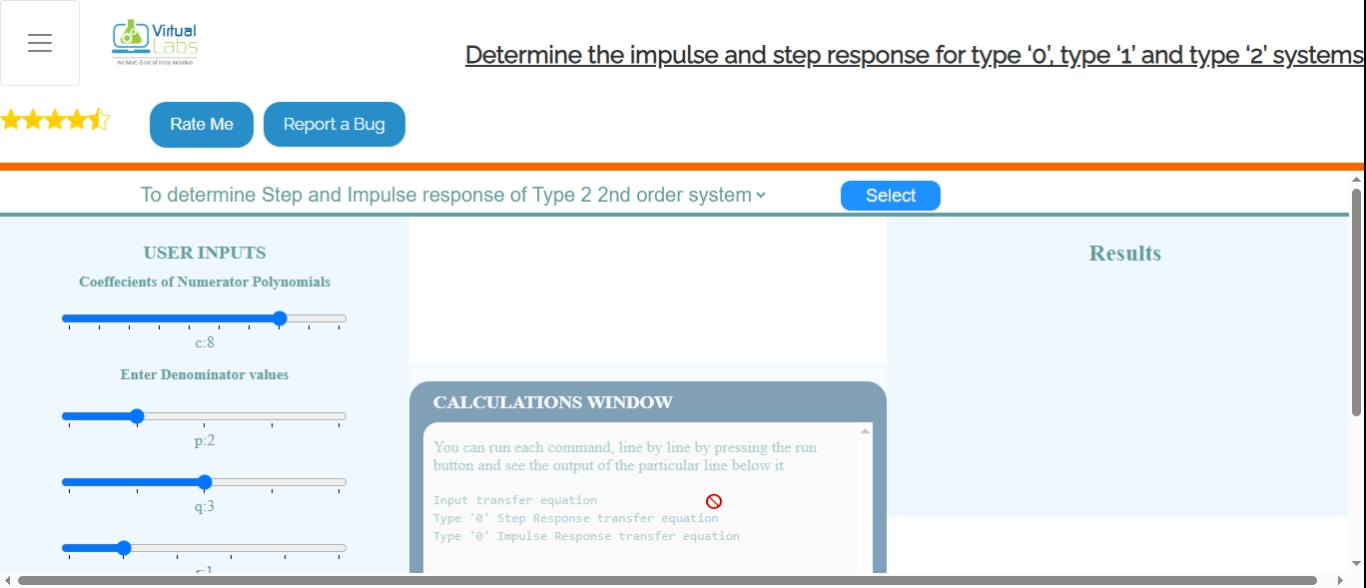 Virtual
Labs
An MoE Govt of India Initiative
Determine the impulse and step response for type ‘0’, type ‘1’ and type ‘2’ systems
Rate Me
Report a Bug
To determine Step and Impulse response of Type 2 2nd order system
Select
USER INPUTS
Coeffecients of Numerator Polynomials
c:8
Enter Denominator values
p:2
q:3
CALCULATIONS WINDOW
You can run each command, line by line by pressing the run
button and see the output of the particular line below it
Input transfer equation
Type ‘0’ Step Response transfer equation
Type ‘0’ Impulse Response transfer equation
Results